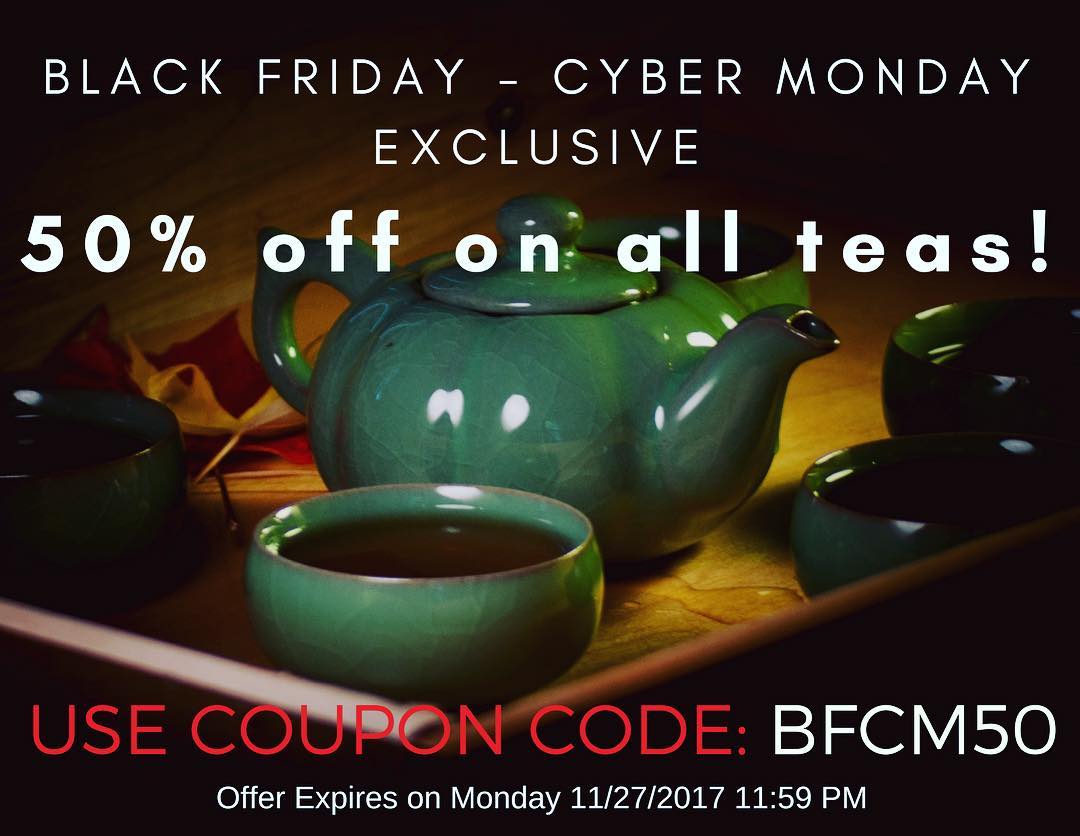 BLACK FRIDAY – CYBER MONDAY
EXCLUSIVE
50% off on all teas!
USE COUPON CODE: BFCM50
Offer Expires on Monday 11/27/2017 11:59 PM